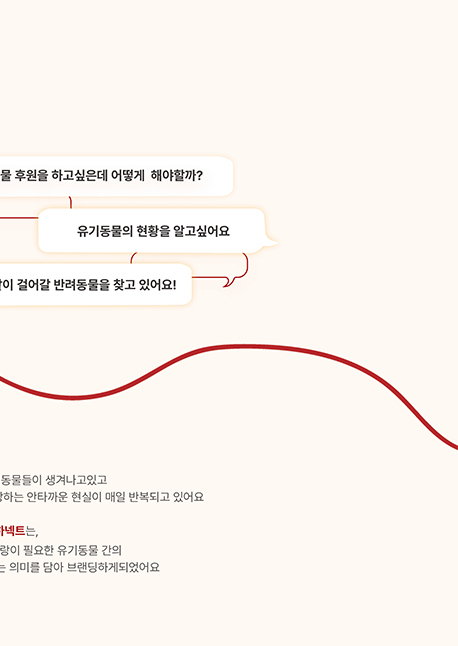 물 후원을 하고싶은데 어떻게 해야할까?
유기동물의 현황을 알고싶어요
이 걸어갈 반려동물을 찾고 있어요!
동물들이 생겨나고있고
하는 안타까운 현실이 매일 반복되고 있어요
넥트는,
랑이 필요한 유기동물 간의
는 의미를 담아 브랜딩하게되었어요